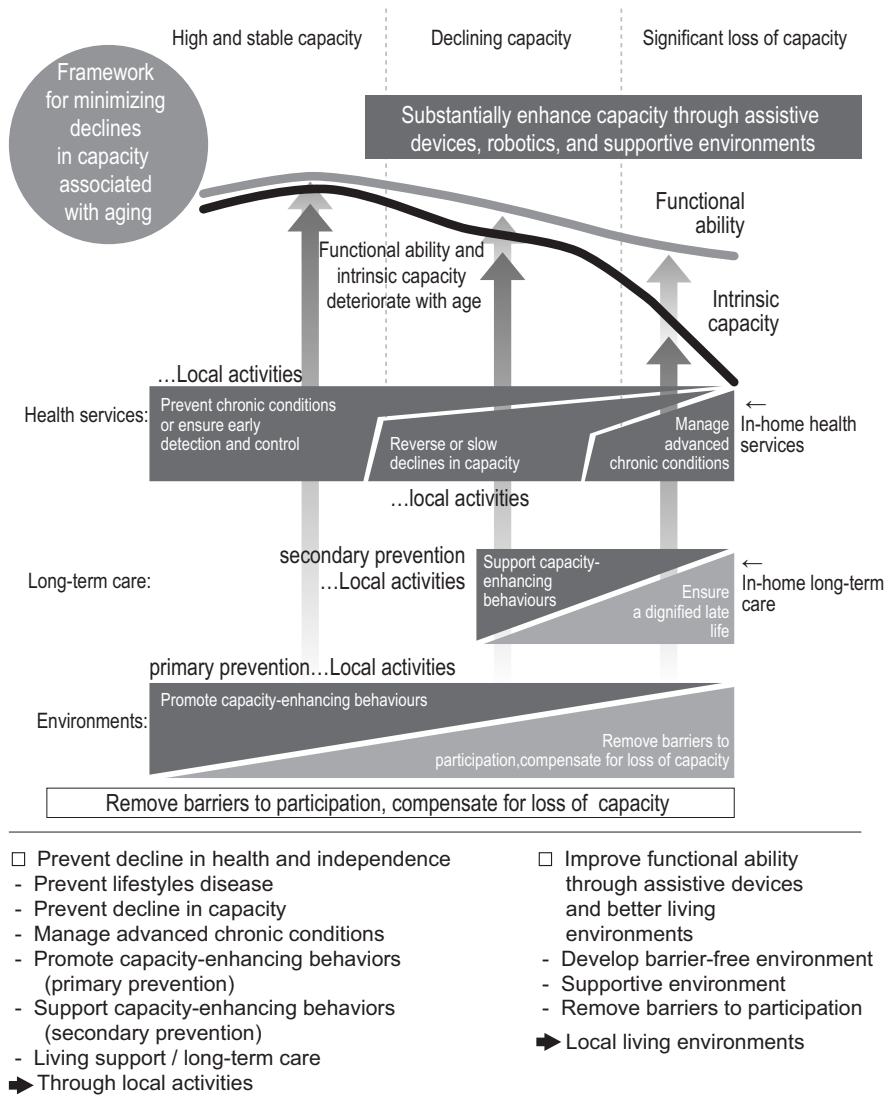 High and stable capacity
Declining capacity
Significant loss of capacity
Framework
for minimizing
declines
in capacity
associated
with aging
Substantially enhance capacity through assistive
devices, robotics, and supportive environments
Functional
ability
Functional ability and
intrinsic capacity
deteriorate with age
Intrinsic
capacity
…Local activities
Health services:
Prevent chronic conditions
or ensure early
detection and control
Reverse or slow
declines in capacity
Manage
advanced
chronic conditions
←
In-home health
services
…local activities
secondary prevention
…Local activities
Long-term care:
Support capacity-
enhancing
behaviours
Ensure
a dignified late
life
←
In-home long-term
care
primary prevention…Local activities
Environments:
Promote capacity-enhancing behaviours
Remove barriers to
participation,compensate for loss of capacity
Remove barriers to participation, compensate for loss of capacity
□ Prevent decline in health and independence
- Prevent lifestyles disease
- Prevent decline in capacity
- Manage advanced chronic conditions
- Promote capacity-enhancing behaviors
(primary prevention)
- Support capacity-enhancing behaviors
(secondary prevention)
- Living support / long-term care
➡ Through local activities
□ Improve functional ability
through assistive devices
and better living
environments
- Develop barrier-free environment
- Supportive environment
- Remove barriers to participation
➡ Local living environments